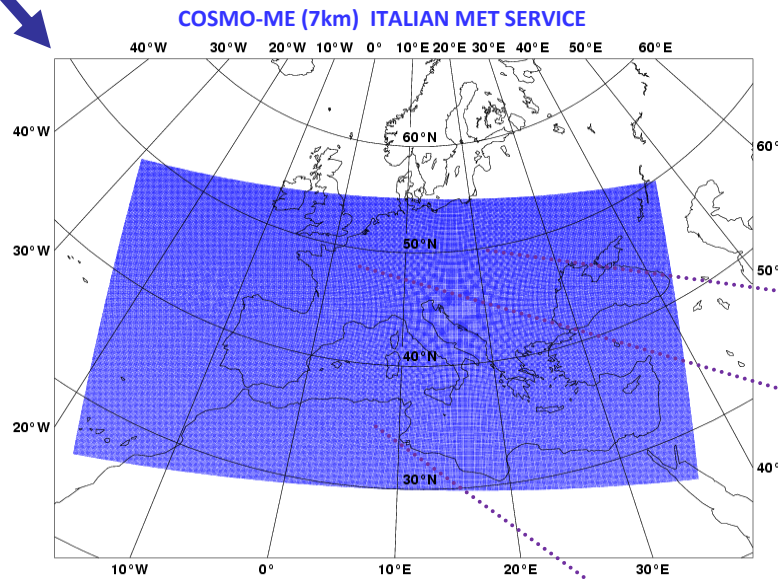 COSMO-ME (7km) ITALIAN MET SERVICE
40°W 30°W 20°W 10°W 0° 10°E 20°E 30°E 40°E 50°E 60°E
40°W 60°N 60°
30°W 50°N 50°
40°N
20°W 30°N 40°
10°W 0° 10°E 20°E 30°E